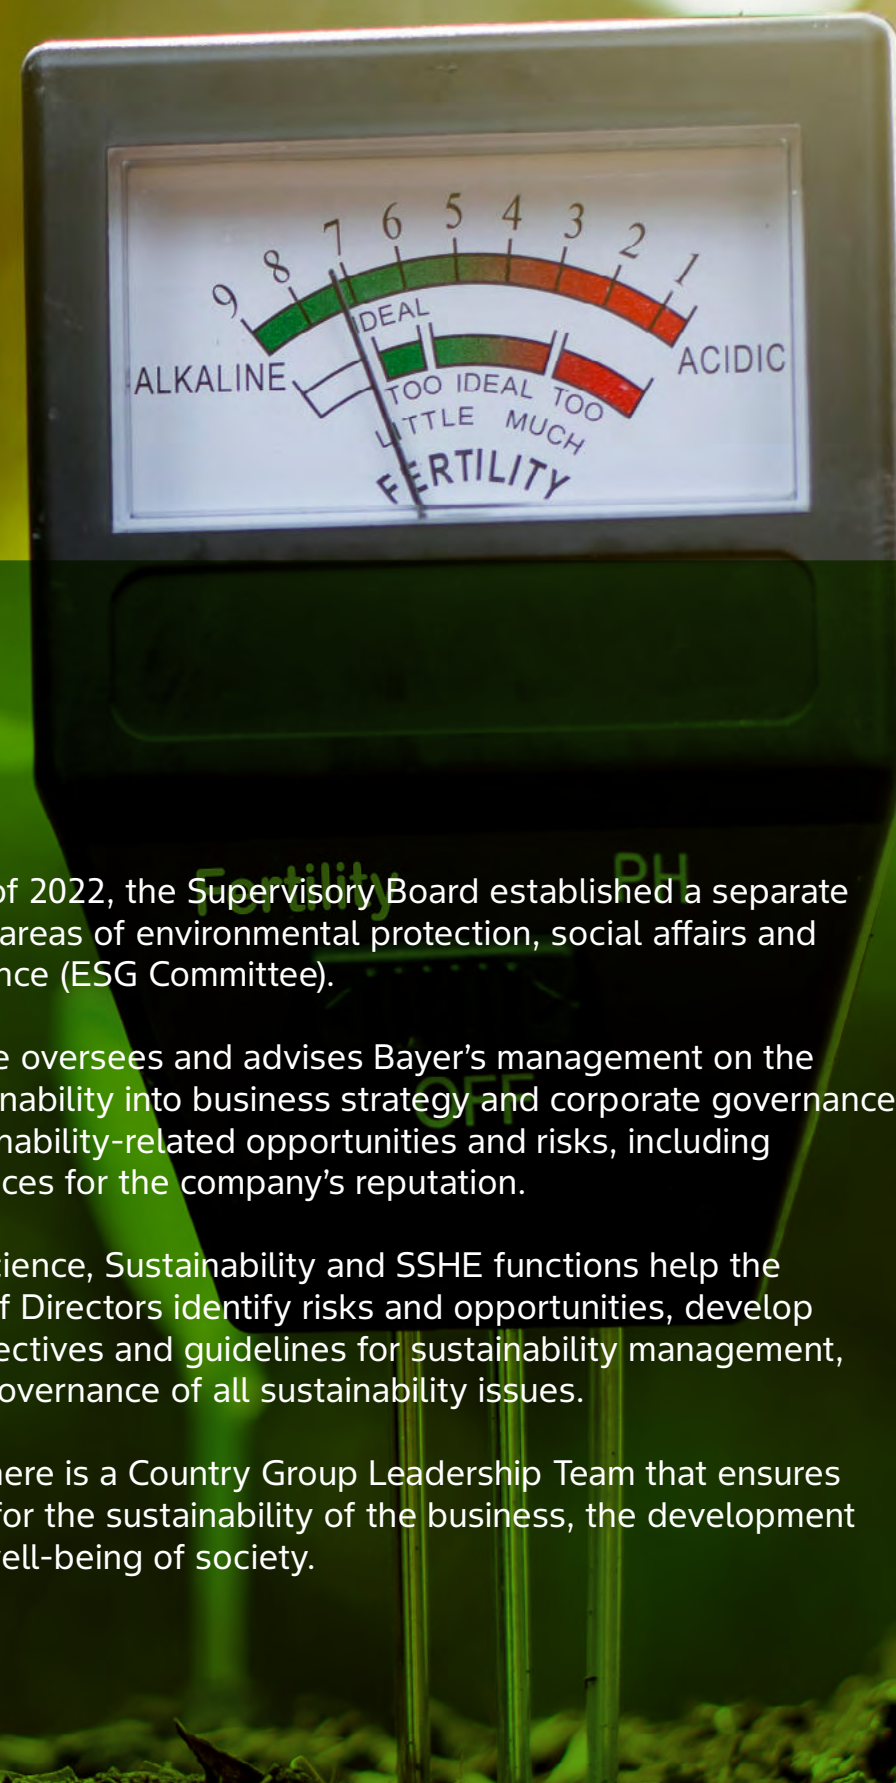 9 8 7 6 5 4 3 2 1
IDEAL
ALKALINE
ACIDIC
TOO IDEAL TOO
LITTLE MUCH
FERTILITY
Fertility PH
of 2022, the Supervisory Board established a separate
areas of environmental protection, social affairs and
nce (ESG Committee).
e oversees and advises Bayer’s management on the
nability into business strategy and corporate governance
nability-related opportunities and risks, including
ces for the company’s reputation.
OFF
cience, Sustainability and SSHE functions help the
f Directors identify risks and opportunities, develop
ectives and guidelines for sustainability management,
overnance of all sustainability issues.
here is a Country Group Leadership Team that ensures
for the sustainability of the business, the development
ell-being of society.